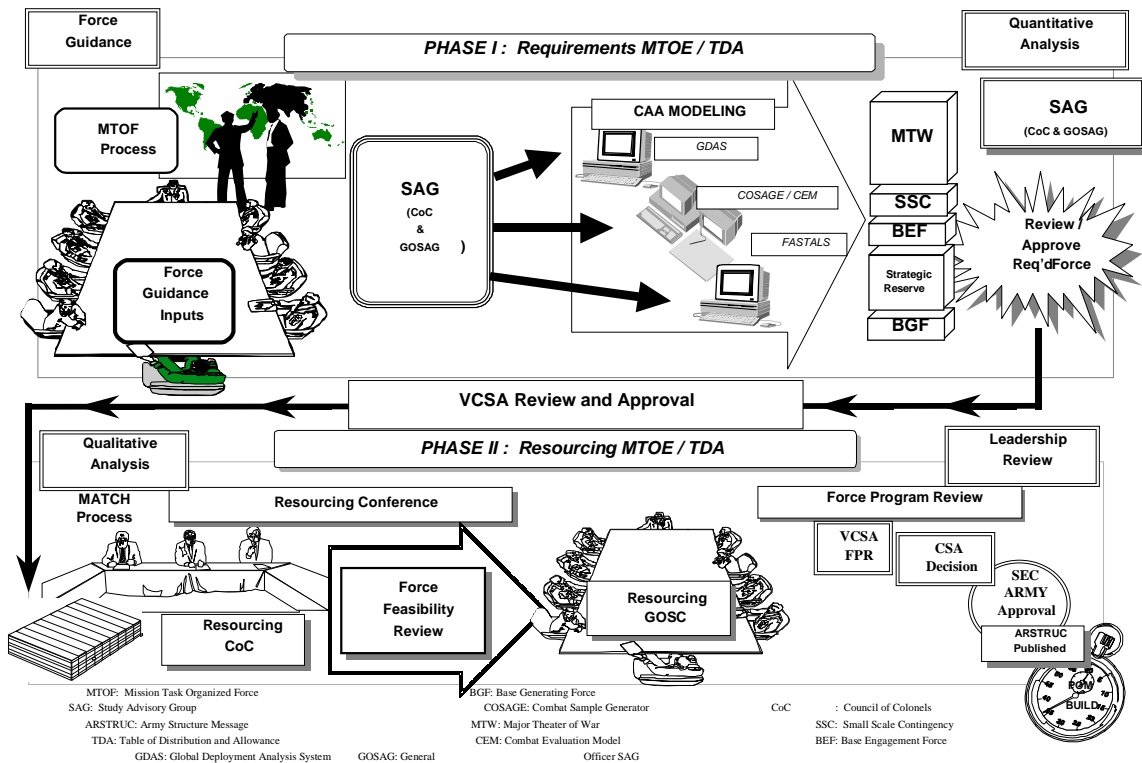 Force
Guidance
PHASE I : Requirements MTOE / TDA
Quantitative
Analysis
MTOF
Process
Force
Guidance
Inputs
SAG
(CoC
&
GOSAG )
CAA MODELING
GDAS
COSAGE / CEM
FASTALS
MTW
SSC
BEF
Strategic
Reserve
BGF
SAG
(CoC & GOSAG)
Review /
Approve
Req'dForce
VCSA Review and Approval
Qualitative
Analysis
PHASE II : Resourcing MTOE / TDA
Leadership
Review
MATCH
Process
Resourcing Conference
Resourcing
CoC
Force
Feasibility
Review
Resourcing
GOSC
Force Program Review
VCSA
FPR
CSA
Decision
SEC
ARMY
Approval
ARSTRUC
Published
POM
BUILD
MTOF: Mission Task Organized Force BGF: Base Generating Force
SAG: Study Advisory Group COSAGE: Combat Sample Generator CoC : Council of Colonels
ARSTRUC: Army Structure Message MTW: Major Theater of War SSC: Small Scale Contingency
TDA: Table of Distribution and Allowance CEM: Combat Evaluation Model BEF: Base Engagement Force
GDAS: Global Deployment Analysis System GOSAG: General Officer SAG